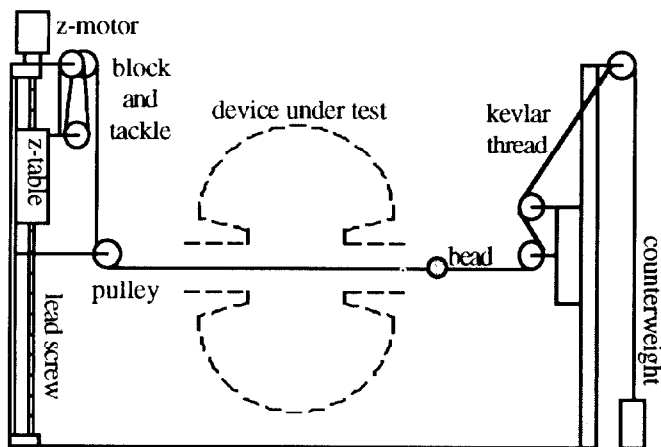 z-motor
block
and
tackle
device under test
kevlar
thread
z-table
bead
pulley
lead screw
counterweight